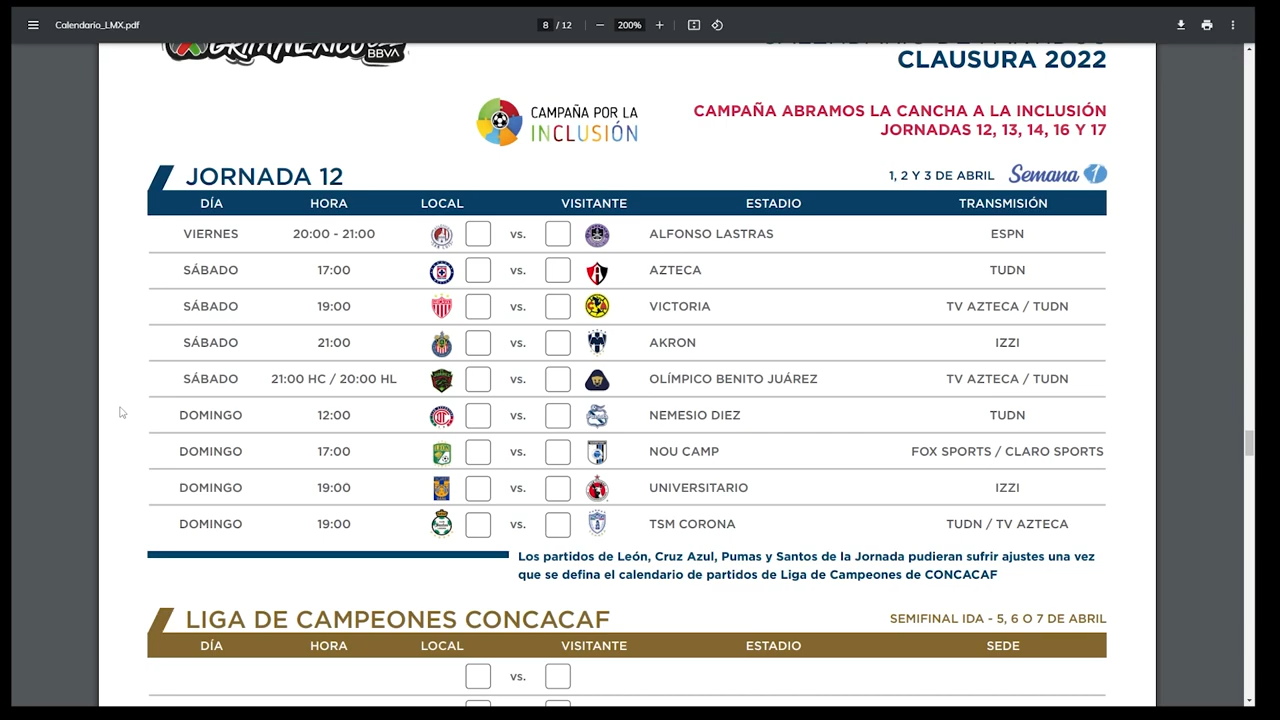 Calendario_LMX.pdf
8 / 12
200%
GRITA MÉXICO
BBVA
CALENDARIO DE PARTIDOS
CLAUSURA 2022
CAMPAÑA POR LA
INCLUSIÓN
CAMPAÑA ABRAMOS LA CANCHA A LA INCLUSIÓN
JORNADAS 12, 13, 14, 16 Y 17
JORNADA 12
1, 2 Y 3 DE ABRIL Semana 1
DÍA HORA LOCAL VISITANTE ESTADIO TRANSMISIÓN
VIERNES 20:00 - 21:00 vs. ALFONSO LASTRAS ESPN
SÁBADO 17:00 vs. AZTECA TUDN
SÁBADO 19:00 vs. VICTORIA TV AZTECA / TUDN
SÁBADO 21:00 vs. AKRON IZZI
SÁBADO 21:00 HC / 20:00 HL vs. OLÍMPICO BENITO JUÁREZ TV AZTECA / TUDN
DOMINGO 12:00 vs. NEMESIO DIEZ TUDN
DOMINGO 17:00 vs. NOU CAMP FOX SPORTS / CLARO SPORTS
DOMINGO 19:00 vs. UNIVERSITARIO IZZI
DOMINGO 19:00 vs. TSM CORONA TUDN / TV AZTECA
Los partidos de León, Cruz Azul, Pumas y Santos de la Jornada pudieran sufrir ajustes una vez
que se defina el calendario de partidos de Liga de Campeones de CONCACAF
LIGA DE CAMPEONES CONCACAF
SEMIFINAL IDA - 5, 6 O 7 DE ABRIL
DÍA HORA LOCAL VISITANTE ESTADIO SEDE
vs.